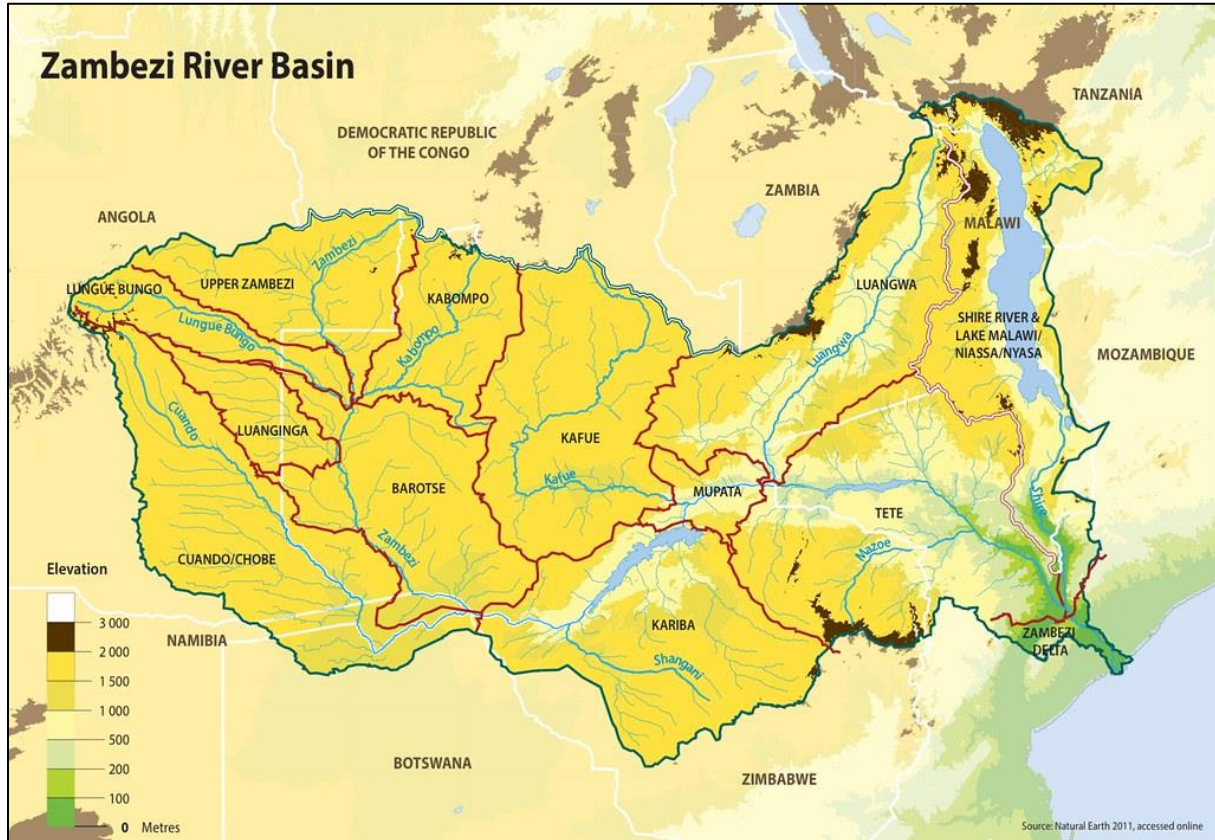 Zambezi River Basin
TANZANIA
DEMOCRATIC REPUBLIC
OF THE CONGO
ZAMBIA
ANGOLA
MALAWI
Zambezi
LUNGUE BUNGO
UPPER ZAMBEZI
KABOMPO
LUANGWA
Lungue Bungo
Kabompo
Luangwa
SHIRE RIVER &
LAKE MALAWI/
NIASSA/NYASA
MOZAMBIQUE
Cuando
LUANGINGA
KAFUE
BAROTSE
Kafue
MUPATA
Shire
TETE
Zambezi
Mazoe
CUANDO/CHOBE
Elevation
3 000
2 000
1 500
1 000
500
200
100
0 Metres
NAMIBIA
KARIBA
ZAMBEZI
DELTA
Shangani
BOTSWANA
ZIMBABWE
Source: Natural Earth 2011, accessed online